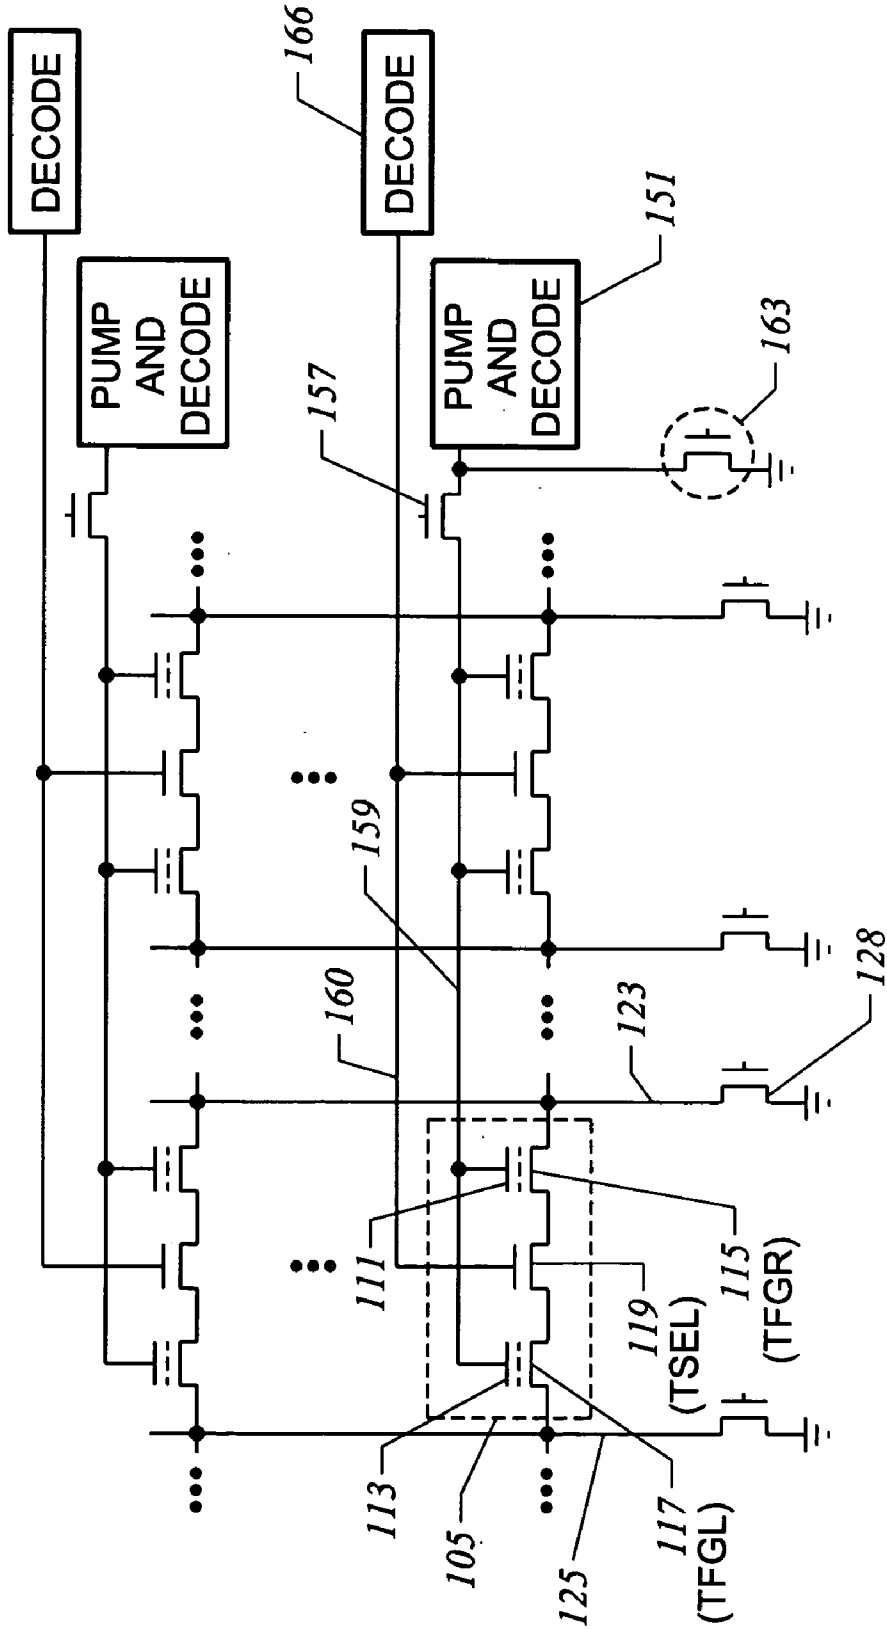 DECODE
PUMP
AND
DECODE
166
DECODE
157
PUMP
AND
DECODE
151
163
159
160
123
128
111
113
105
115
(TFGR)
119
(TSEL)
117
(TFGL)
125